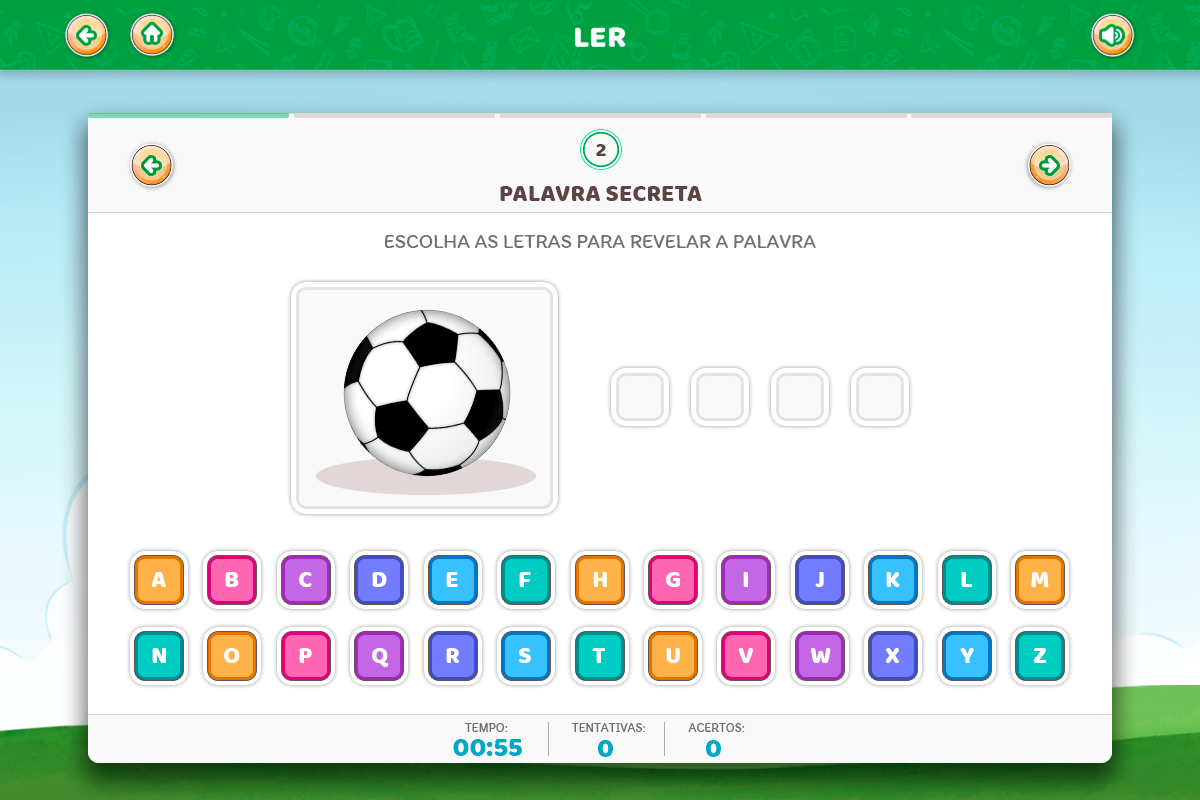 LER
2
PALAVRA SECRETA
ESCOLHA AS LETRAS PARA REVELAR A PALAVRA
A B C D E F H G I J K L M
N O P Q R S T U V W X Y Z
TEMPO: TENTATIVAS: ACERTOS:
00:55 0 0